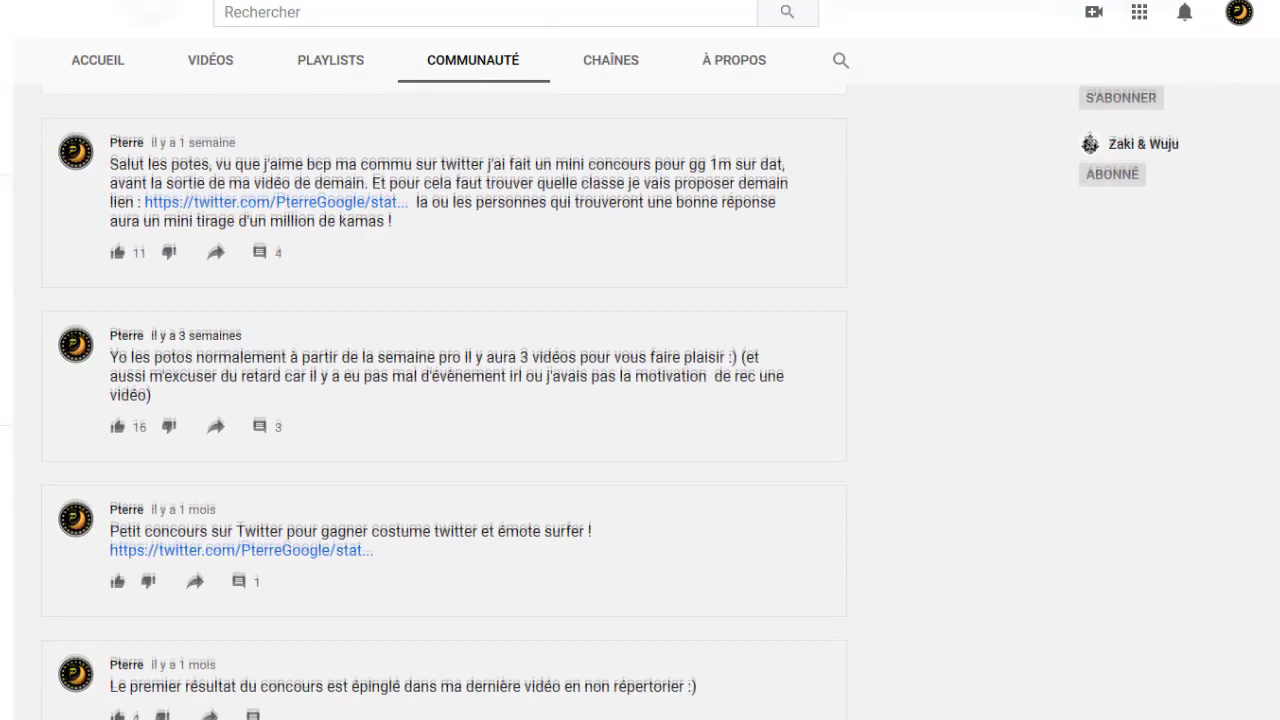 Rechercher
ACCUEIL VIDÉOS PLAYLISTS COMMUNAUTÉ CHAÎNES À PROPOS
S'ABONNER
Zaki & Wuju
ABONNÉ
Pterre il y a 1 semaine
Salut les potes, vu que j'aime bcp ma commu sur twitter j'ai fait un mini concours pour gg 1m sur dat,
avant la sortie de ma vidéo de demain. Et pour cela faut trouver quelle classe je vais proposer demain
lien : https://twitter.com/PterreGoogle/stat... la ou les personnes qui trouveront une bonne réponse
aura un mini tirage d'un million de kamas !
11 4
Pterre il y a 3 semaines
Yo les potos normalement à partir de la semaine pro il y aura 3 vidéos pour vous faire plaisir :) (et
aussi m'excuser du retard car il y a eu pas mal d'évènement irl ou j'avais pas la motivation de rec une
vidéo)
16 3
Pterre il y a 1 mois
Petit concours sur Twitter pour gagner costume twitter et émote surfer !
https://twitter.com/PterreGoogle/stat...
1
Pterre il y a 1 mois
Le premier résultat du concours est épinglé dans ma dernière vidéo en non répertorier :)
4